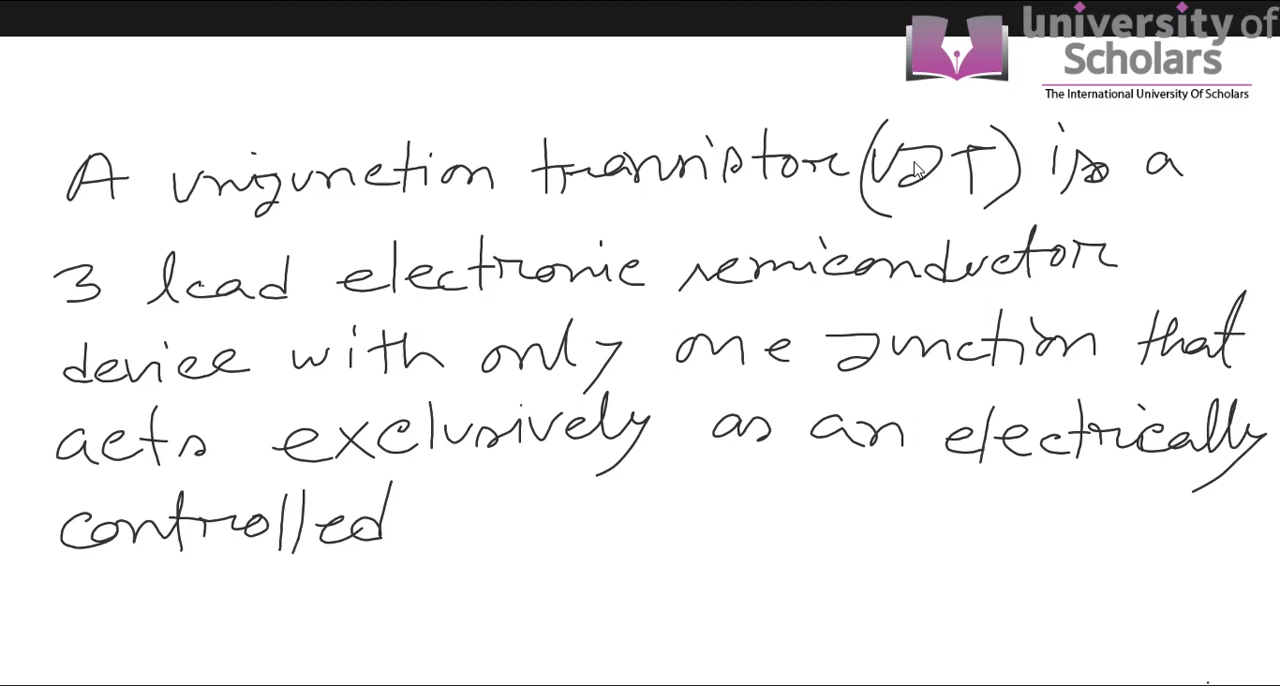 university of
Scholars
The International University Of Scholars
A unijunction transistor (UJT) is a
3 lead electronic semiconductor
device with only one junction that
acts exclusively as an electrically
controlled